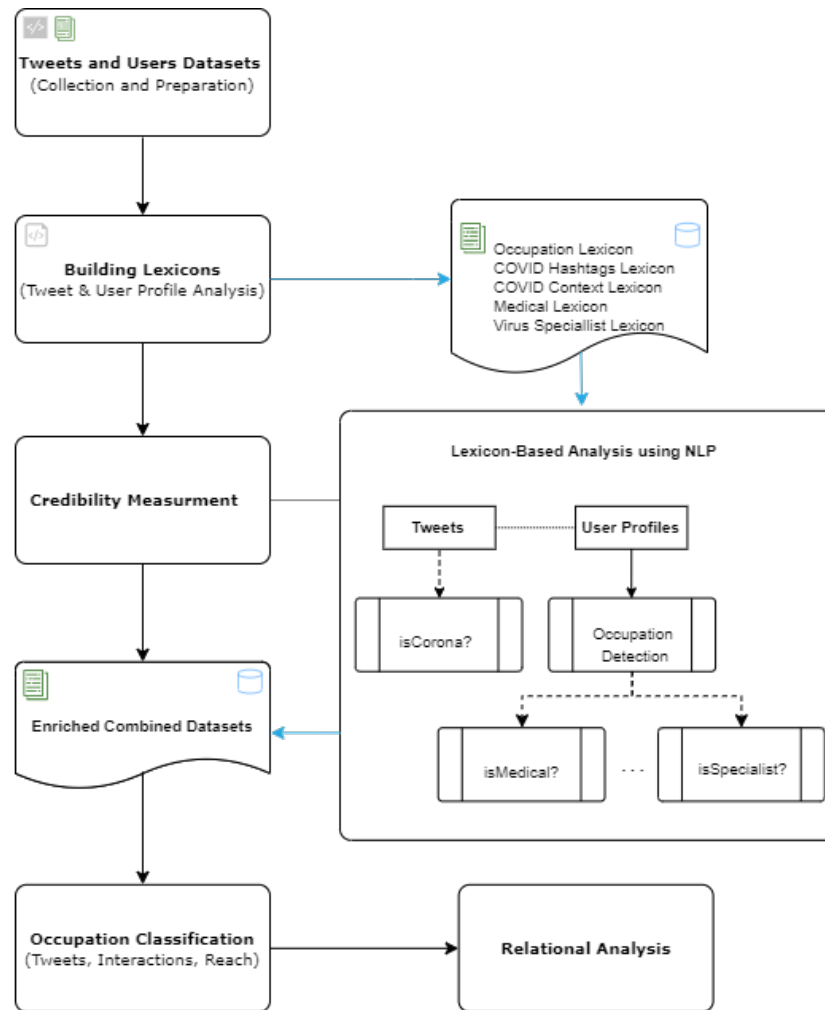 Tweets and Users Datasets
(Collection and Preparation)
Building Lexicons
(Tweet & User Profile Analysis)
Occupation Lexicon
COVID Hashtags Lexicon
COVID Context Lexicon
Medical Lexicon
Virus Speciallist Lexicon
Credibility Measurment
Lexicon-Based Analysis using NLP
Tweets
User Profiles
isCorona?
Occupation
Detection
isMedical?
. . .
isSpecialist?
Enriched Combined Datasets
Occupation Classification
(Tweets, Interactions, Reach)
Relational Analysis